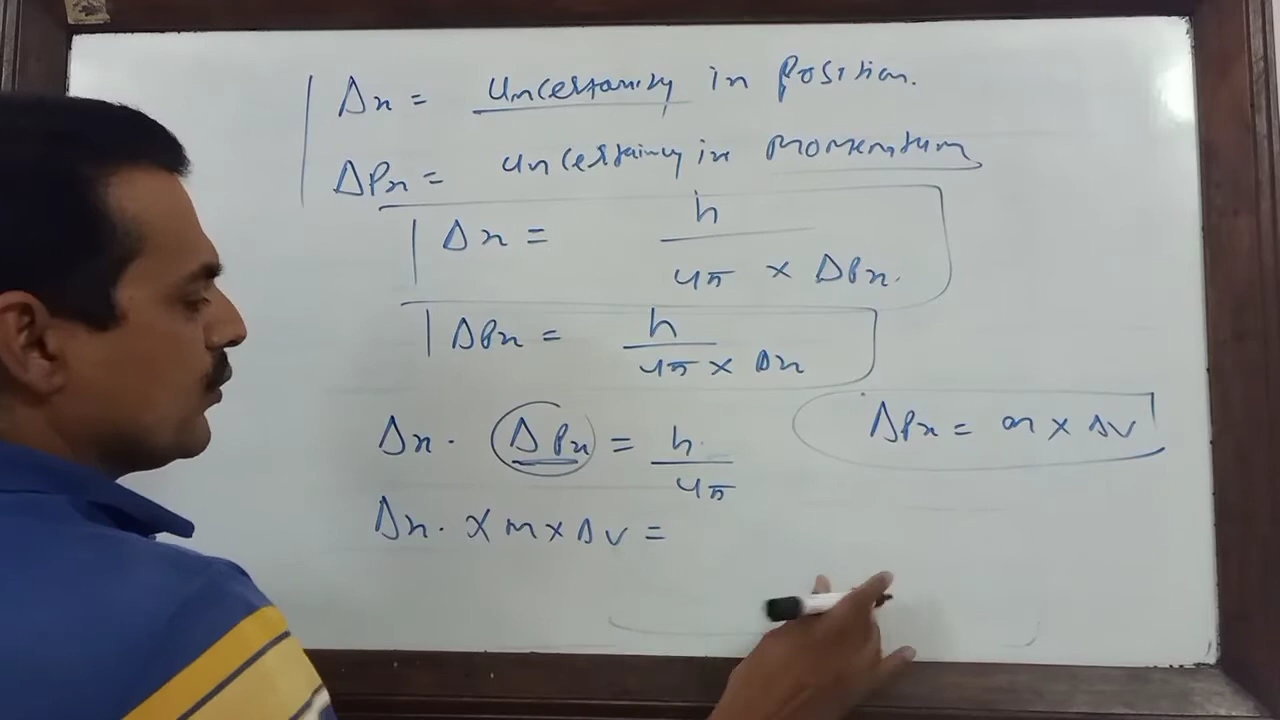 Δx = Uncertanity in Position.
ΔPx = Uncertaincy in Momentum
Δx = h / 4π × ΔPx.
ΔPx = h / 4π × Δx
Δx . ΔPx = h / 4π
ΔPx = m × ΔV
Δx . × m × ΔV =